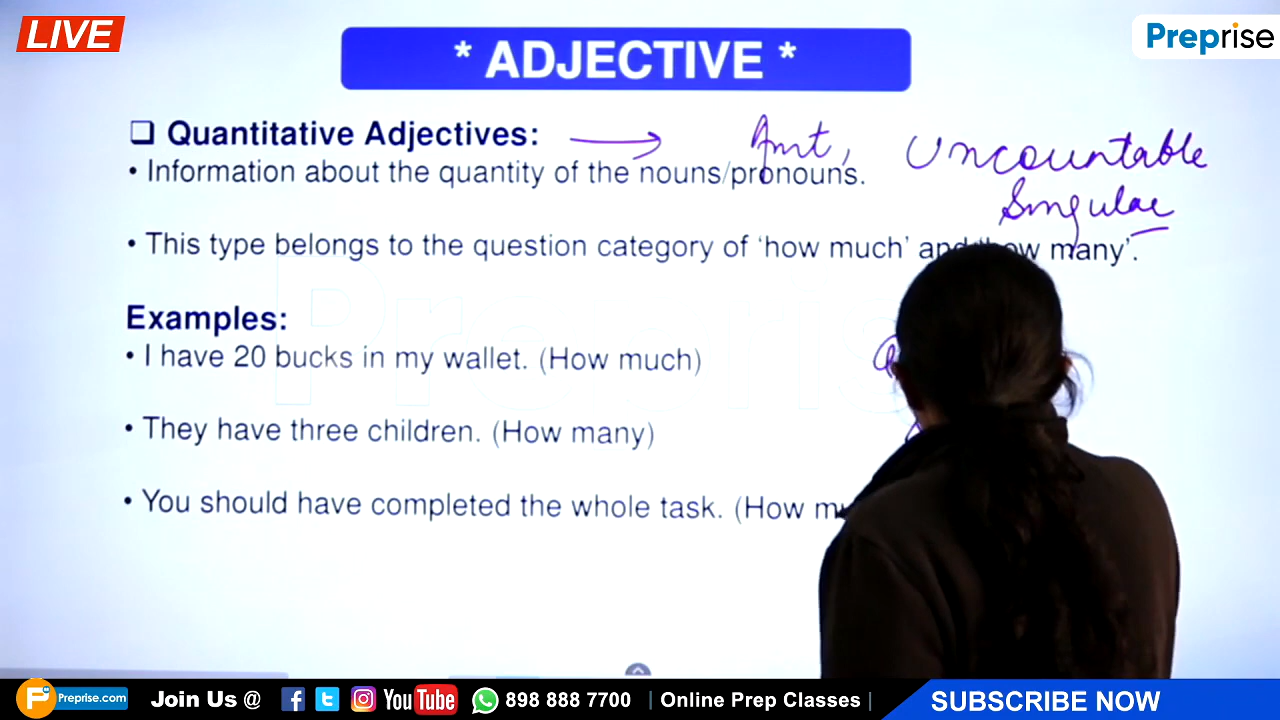 LIVE
Preprise
* ADJECTIVE *
❑ Quantitative Adjectives: → Amt, Uncountable
Singular
• Information about the quantity of the nouns/pronouns.
• This type belongs to the question category of ‘how much’ and ‘how many’.
Examples:
• I have 20 bucks in my wallet. (How much)
• They have three children. (How many)
• You should have completed the whole task. (How
Preprise
Preprise.com Join Us @ YouTube 898 888 7700 | Online Prep Classes | SUBSCRIBE NOW